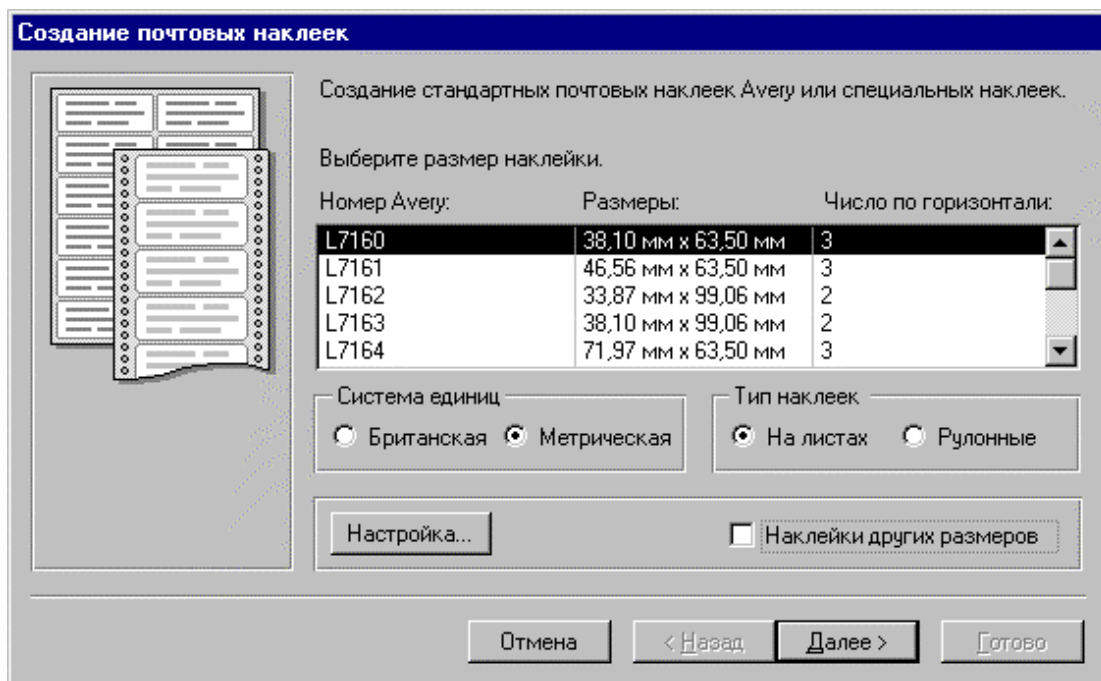 Создание почтовых наклеек
Создание стандартных почтовых наклеек Avery или специальных наклеек.
Выберите размер наклейки.
Номер Avery: Размеры: Число по горизонтали:
L7160 38,10 мм x 63,50 мм 3
L7161 46,56 мм x 63,50 мм 3
L7162 33,87 мм x 99,06 мм 2
L7163 38,10 мм x 99,06 мм 2
L7164 71,97 мм x 63,50 мм 3
Система единиц Тип наклеек
Британская Метрическая На листах Рулонные
Настройка... Наклейки других размеров
Отмена < Назад Далее > Готово